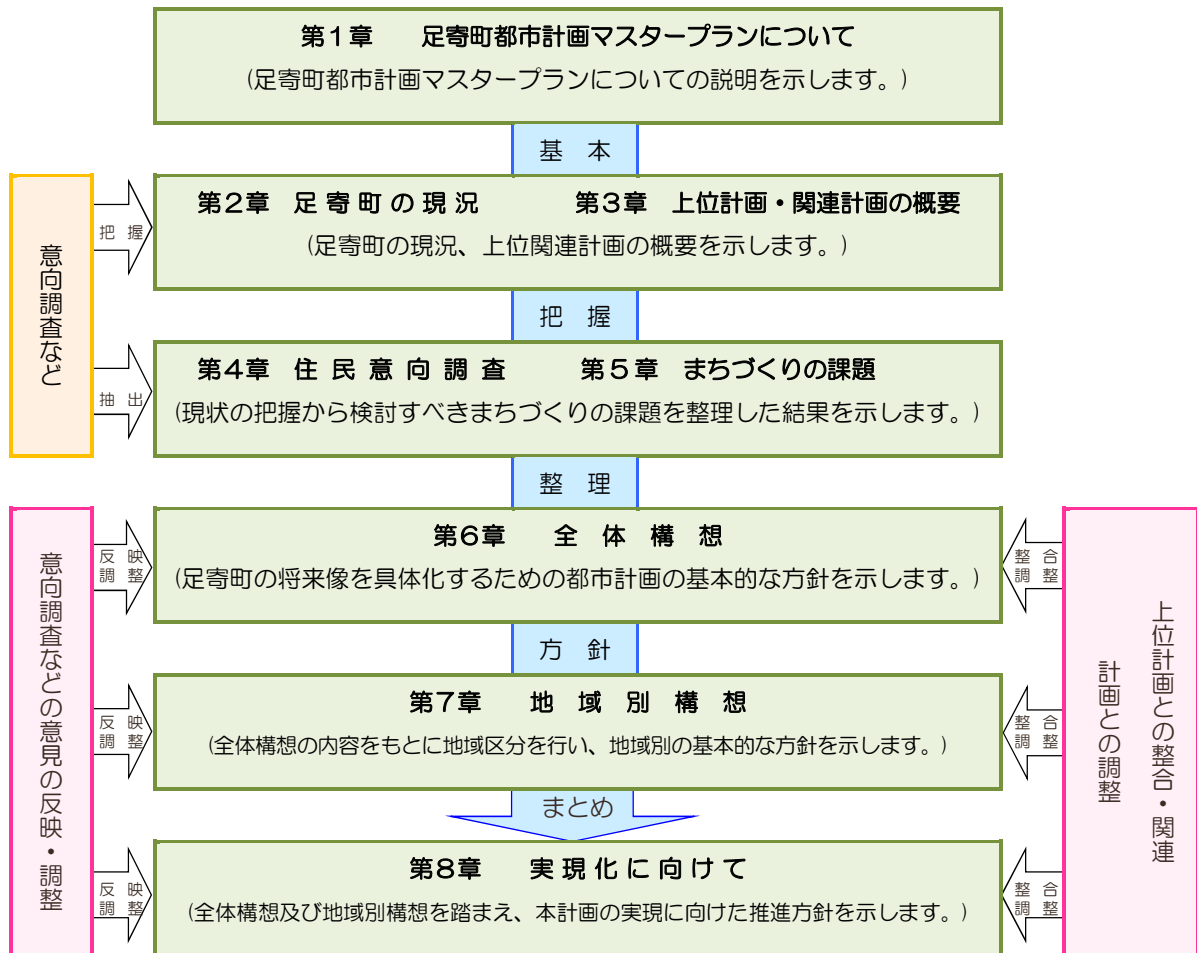 第1章　足寄町都市計画マスタープランについて
(足寄町都市計画マスタープランについての説明を示します。)
基　本
意向調査など
把　握
第2章　足 寄 町 の 現 況　　第3章　上位計画・関連計画の概要
(足寄町の現況、上位関連計画の概要を示します。)
把　握
抽　出
第4章　住 民 意 向 調 査　　第5章　まちづくりの課題
(現状の把握から検討すべきまちづくりの課題を整理した結果を示します。)
整　理
意向調査などの意見の反映・調整
反　映
調　整
第6章　全　体　構　想
(足寄町の将来像を具体化するための都市計画の基本的な方針を示します。)
整　合
調　整
上位計画との整合・関連
計画との調整
方　針
反　映
調　整
第7章　地　域　別　構　想
(全体構想の内容をもとに地域区分を行い、地域別の基本的な方針を示します。)
整　合
調　整
まとめ
反　映
調　整
第8章　実 現 化 に 向 け て
(全体構想及び地域別構想を踏まえ、本計画の実現に向けた推進方針を示します。)
整　合
調　整